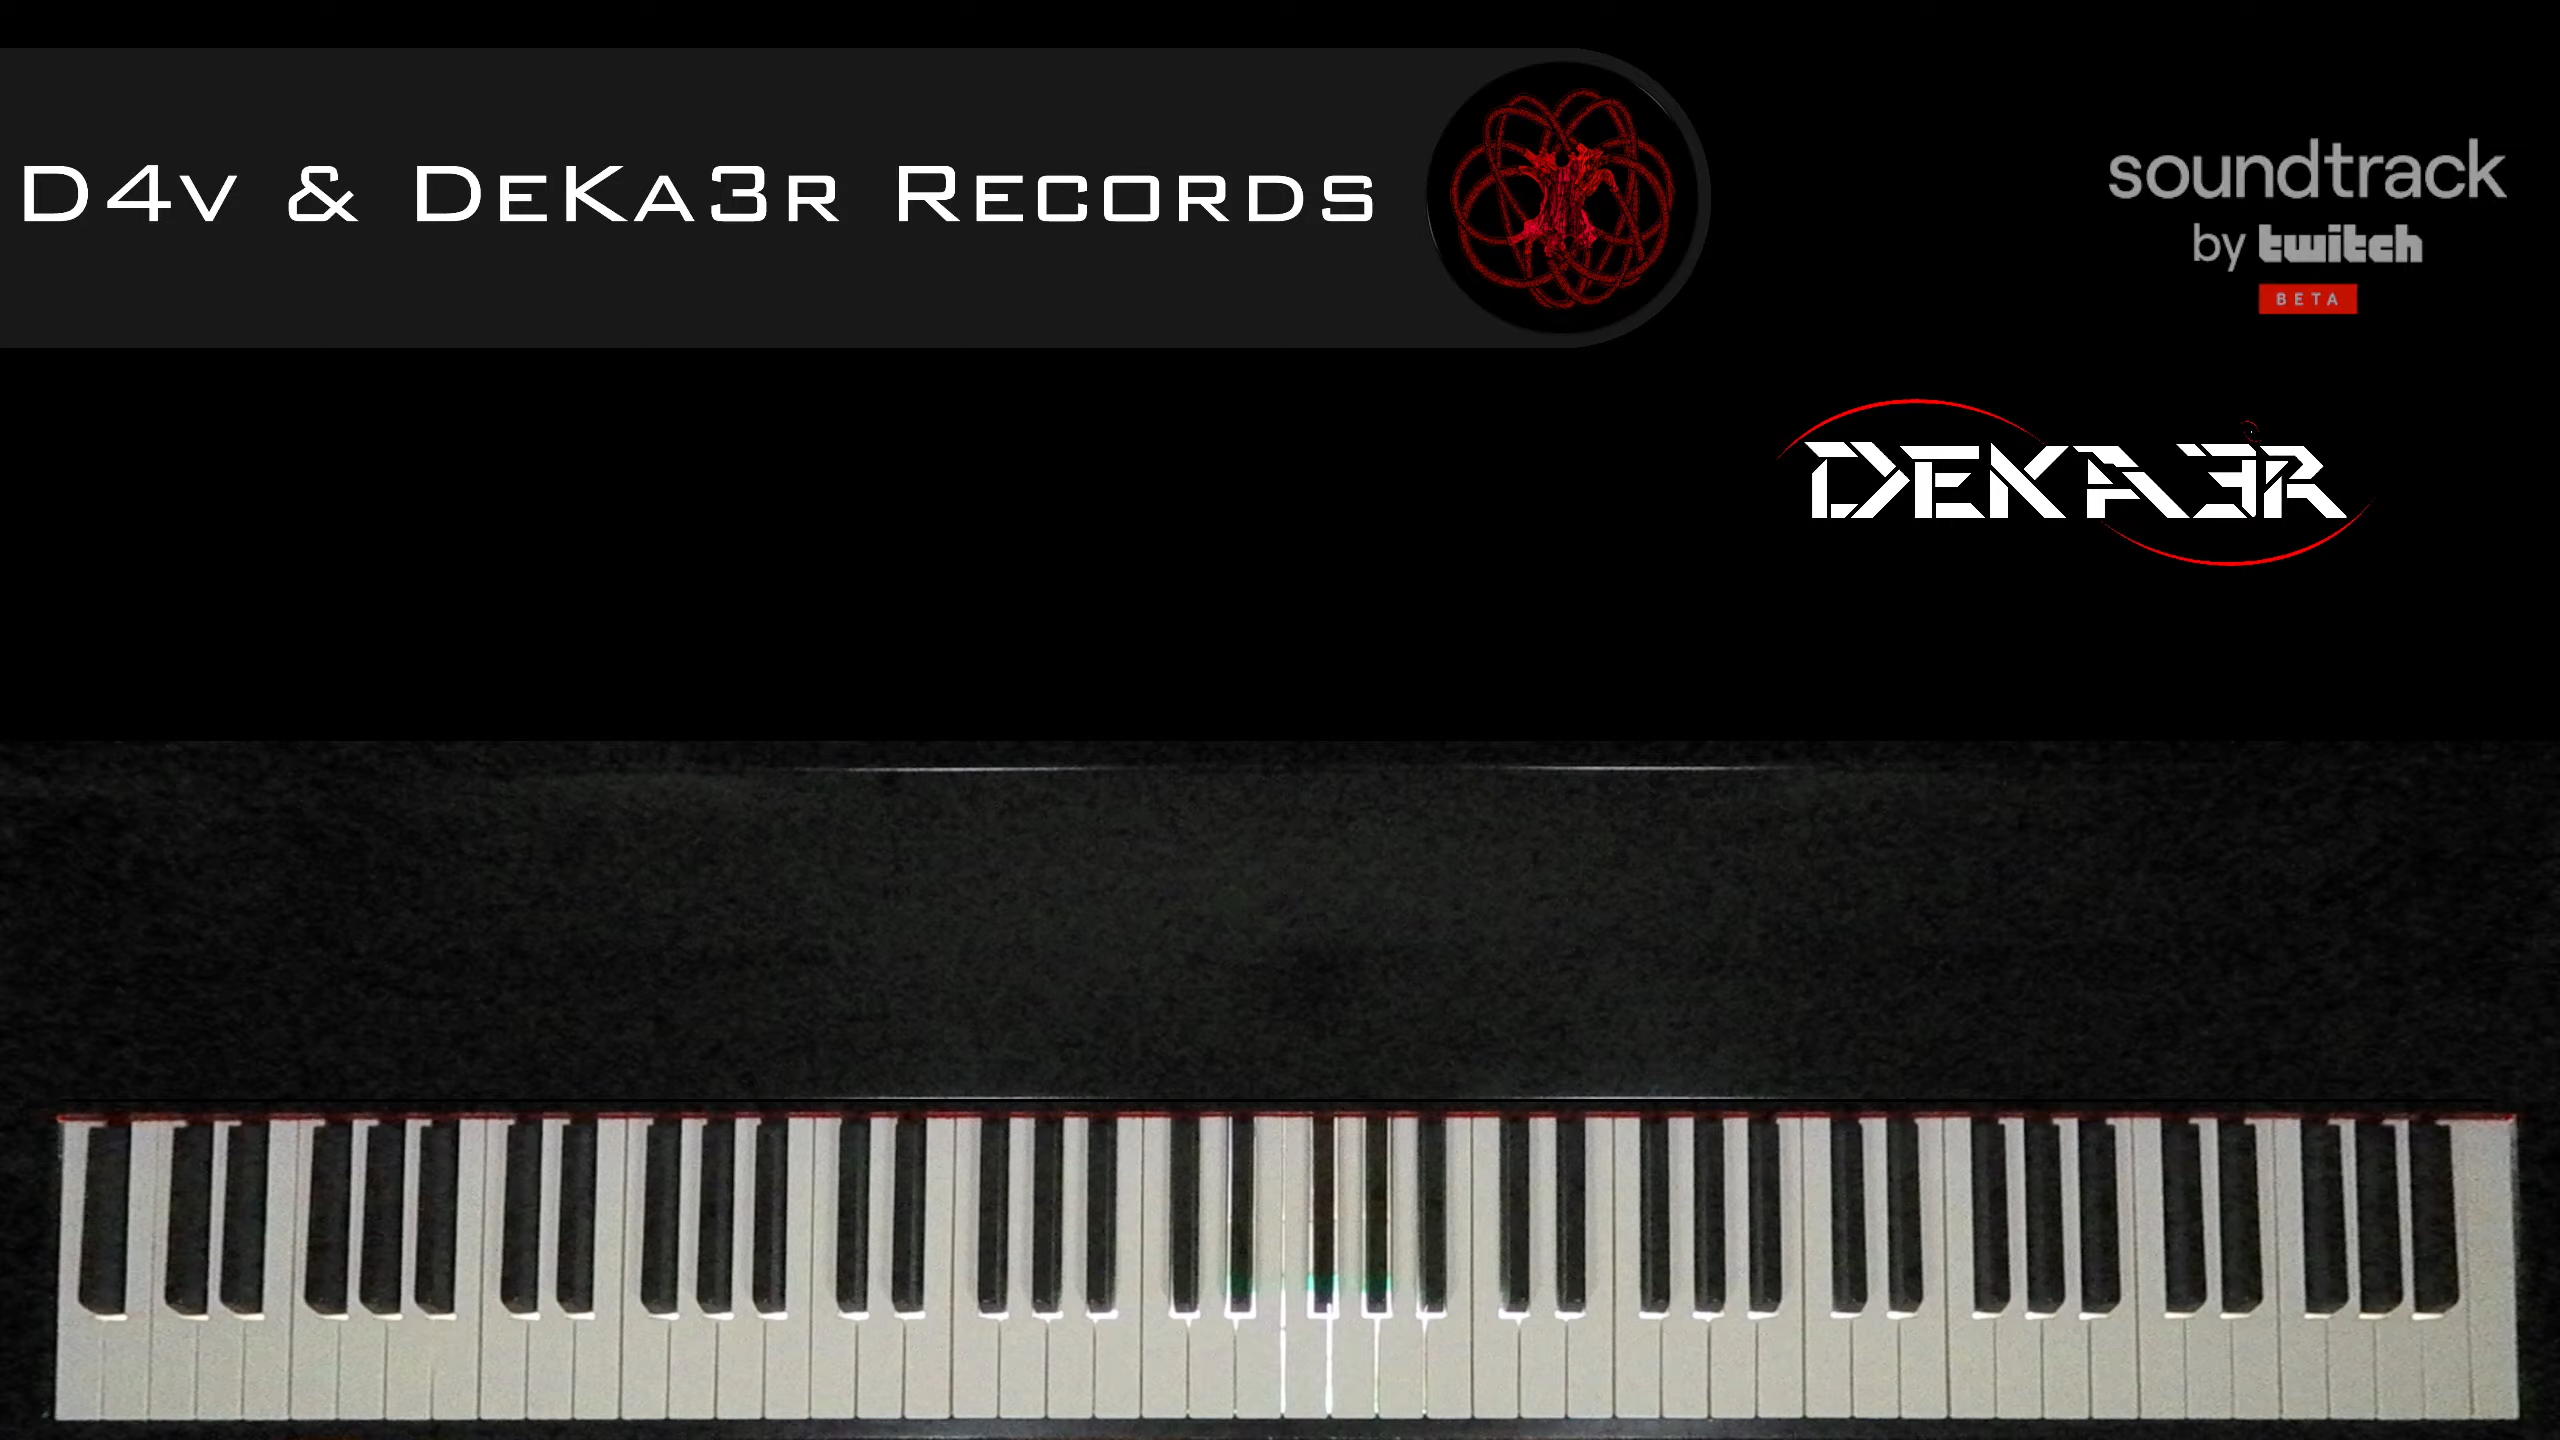 D4v & DeKa3r Records
soundtrack
by twitch
BETA
DEKA3R